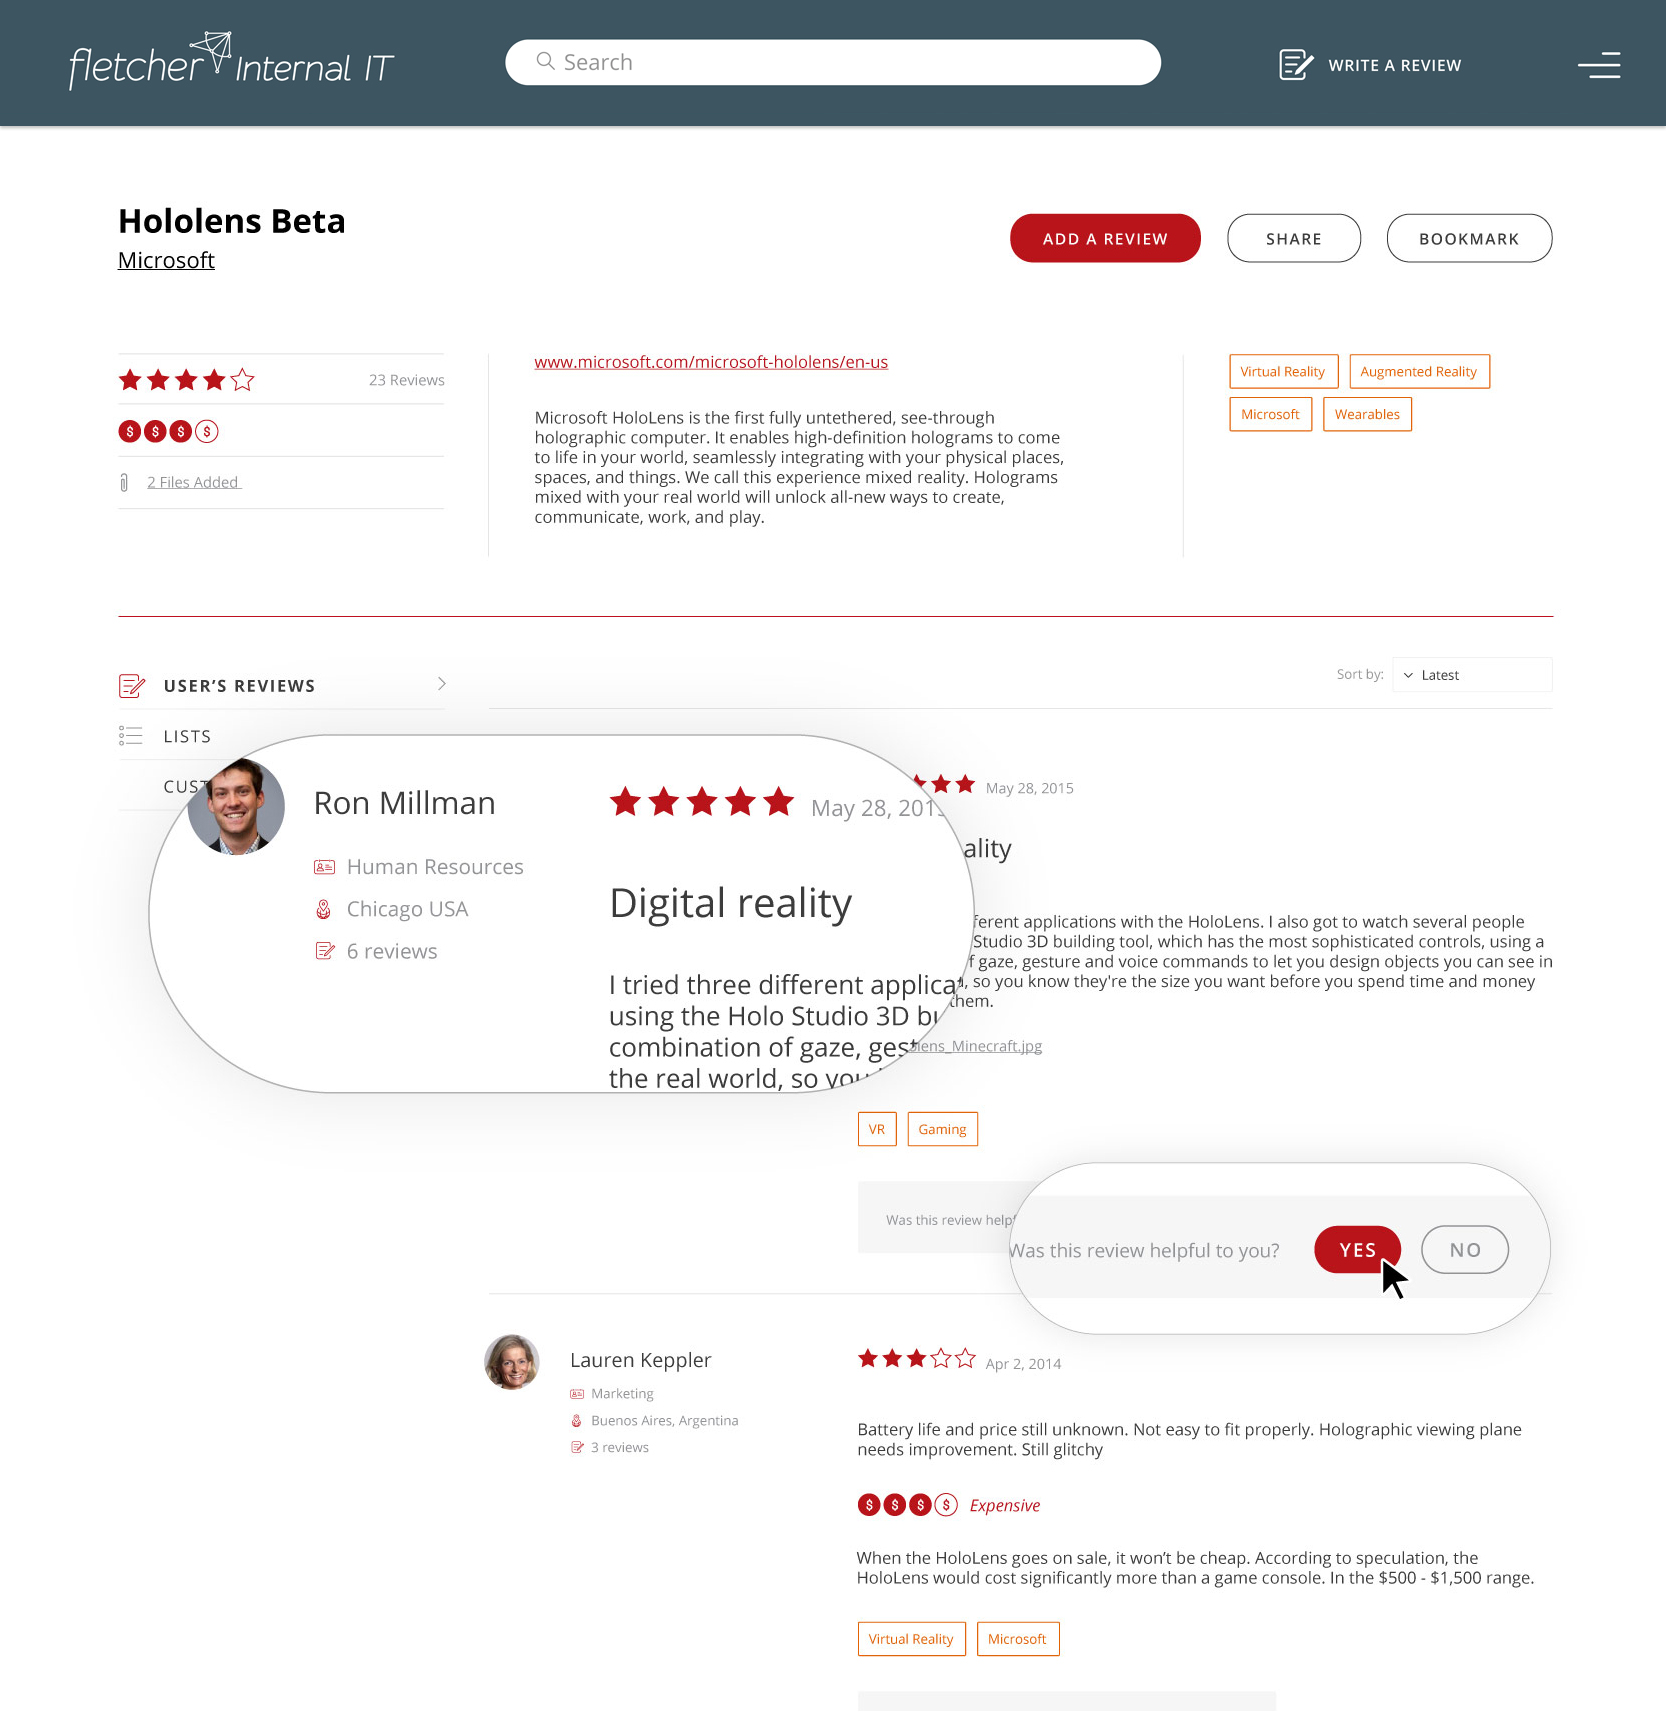 fletcher Internal IT
Search
WRITE A REVIEW
Hololens Beta
Microsoft
ADD A REVIEW
SHARE
BOOKMARK
23 Reviews
$ $ $ $
2 Files Added
www.microsoft.com/microsoft-hololens/en-us
Microsoft HoloLens is the first fully untethered, see-through
holographic computer. It enables high-definition holograms to come
to life in your world, seamlessly integrating with your physical places,
spaces, and things. We call this experience mixed reality. Holograms
mixed with your real world will unlock all-new ways to create,
communicate, work, and play.
Virtual Reality
Augmented Reality
Microsoft
Wearables
USER'S REVIEWS
LISTS
CUST
Sort by:
Latest
Ron Millman
Human Resources
Chicago USA
6 reviews
May 28, 201
Digital reality
I tried three different applica
using the Holo Studio 3D bu
combination of gaze, gest
the real world, so you
May 28, 2015
ality
ferent applications with the HoloLens. I also got to watch several people
Studio 3D building tool, which has the most sophisticated controls, using a
f gaze, gesture and voice commands to let you design objects you can see in
, so you know they're the size you want before you spend time and money
them.
lens_Minecraft.jpg
VR
Gaming
Was this review help
Was this review helpful to you?
YES
NO
Lauren Keppler
Marketing
Buenos Aires, Argentina
3 reviews
Apr 2, 2014
Battery life and price still unknown. Not easy to fit properly. Holographic viewing plane
needs improvement. Still glitchy
$ $ $ $ Expensive
When the HoloLens goes on sale, it won't be cheap. According to speculation, the
HoloLens would cost significantly more than a game console. In the $500 - $1,500 range.
Virtual Reality
Microsoft